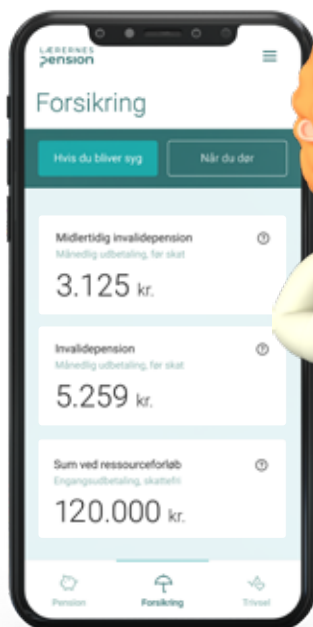 LÆRERNES
Pension
Forsikring
Hvis du bliver syg
Når du dør
Midlertidig invalidepension
Månedlig udbetaling, før skat
3.125 kr.
Invalidepension
Månedlig udbetaling, før skat
5.259 kr.
Sum ved ressourceforløb
Engangsudbetaling, skattefri
120.000 kr.
Pension
Forsikring
Trivsel